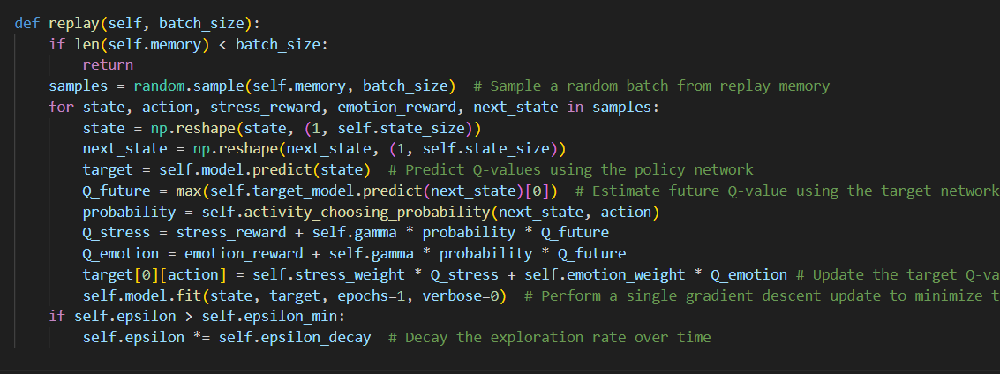 def replay(self, batch_size):
if len(self.memory) < batch_size:
return
samples = random.sample(self.memory, batch_size)  # Sample a random batch from replay memory
for state, action, stress_reward, emotion_reward, next_state in samples:
state = np.reshape(state, (1, self.state_size))
next_state = np.reshape(next_state, (1, self.state_size))
target = self.model.predict(state)  # Predict Q-values using the policy network
Q_future = max(self.target_model.predict(next_state)[0])  # Estimate future Q-value using the target network
probability = self.activity_choosing_probability(next_state, action)
Q_stress = stress_reward + self.gamma * probability * Q_future
Q_emotion = emotion_reward + self.gamma * probability * Q_future
target[0][action] = self.stress_weight * Q_stress + self.emotion_weight * Q_emotion # Update the target Q-va
self.model.fit(state, target, epochs=1, verbose=0)  # Perform a single gradient descent update to minimize t
if self.epsilon > self.epsilon_min:
self.epsilon *= self.epsilon_decay  # Decay the exploration rate over time